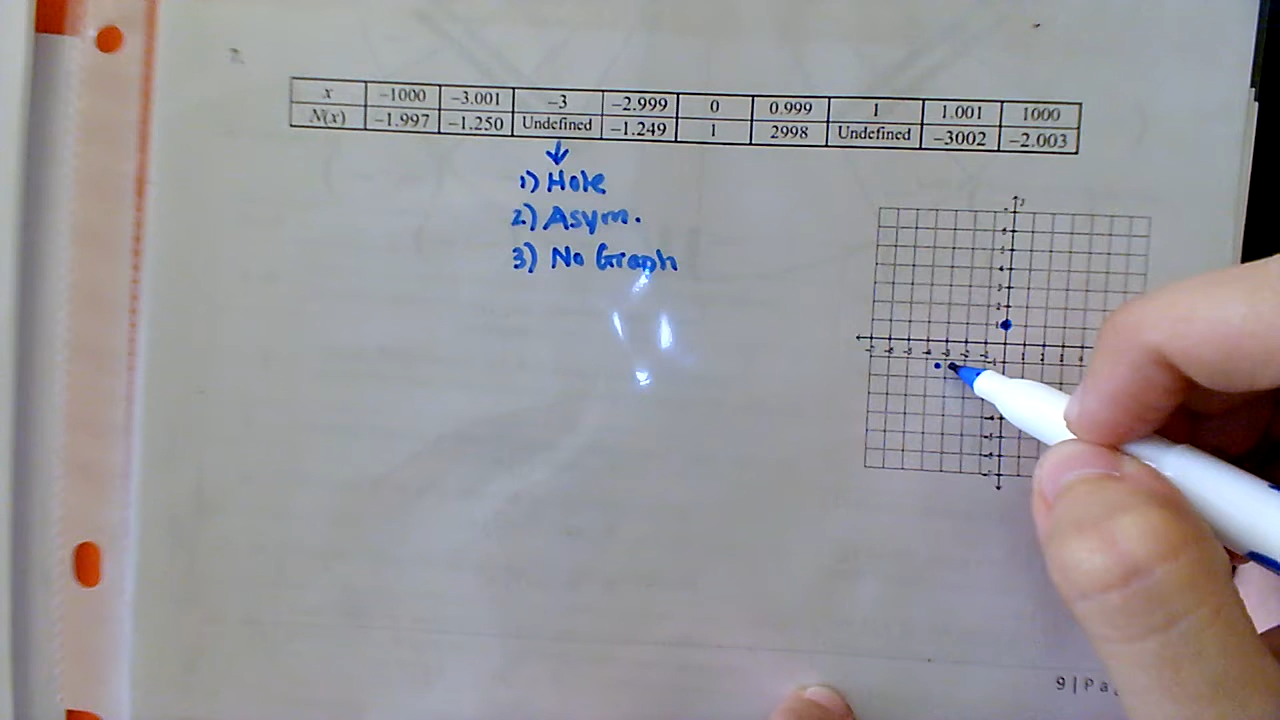 x −1000 −3.001 −3 −2.999 0 0.999 1 1.001 1000
N(x) −1.997 −1.250 Undefined −1.249 1 2998 Undefined −3002 −2.003
1) Hole
2) Asym.
3) No Graph
y
9 | Pa